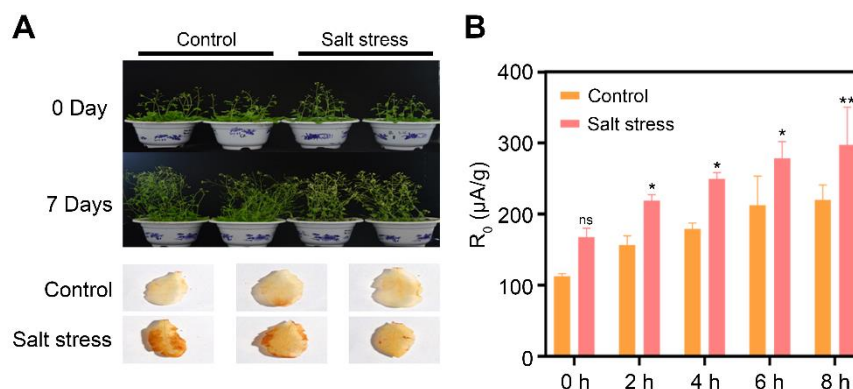 A
Control
Salt stress
0 Day
7 Days
Control
Salt stress
B
400
300
200
100
0
R₀ (µA/g)
Control
Salt stress
ns
*
*
*
**
0 h
2 h
4 h
6 h
8 h